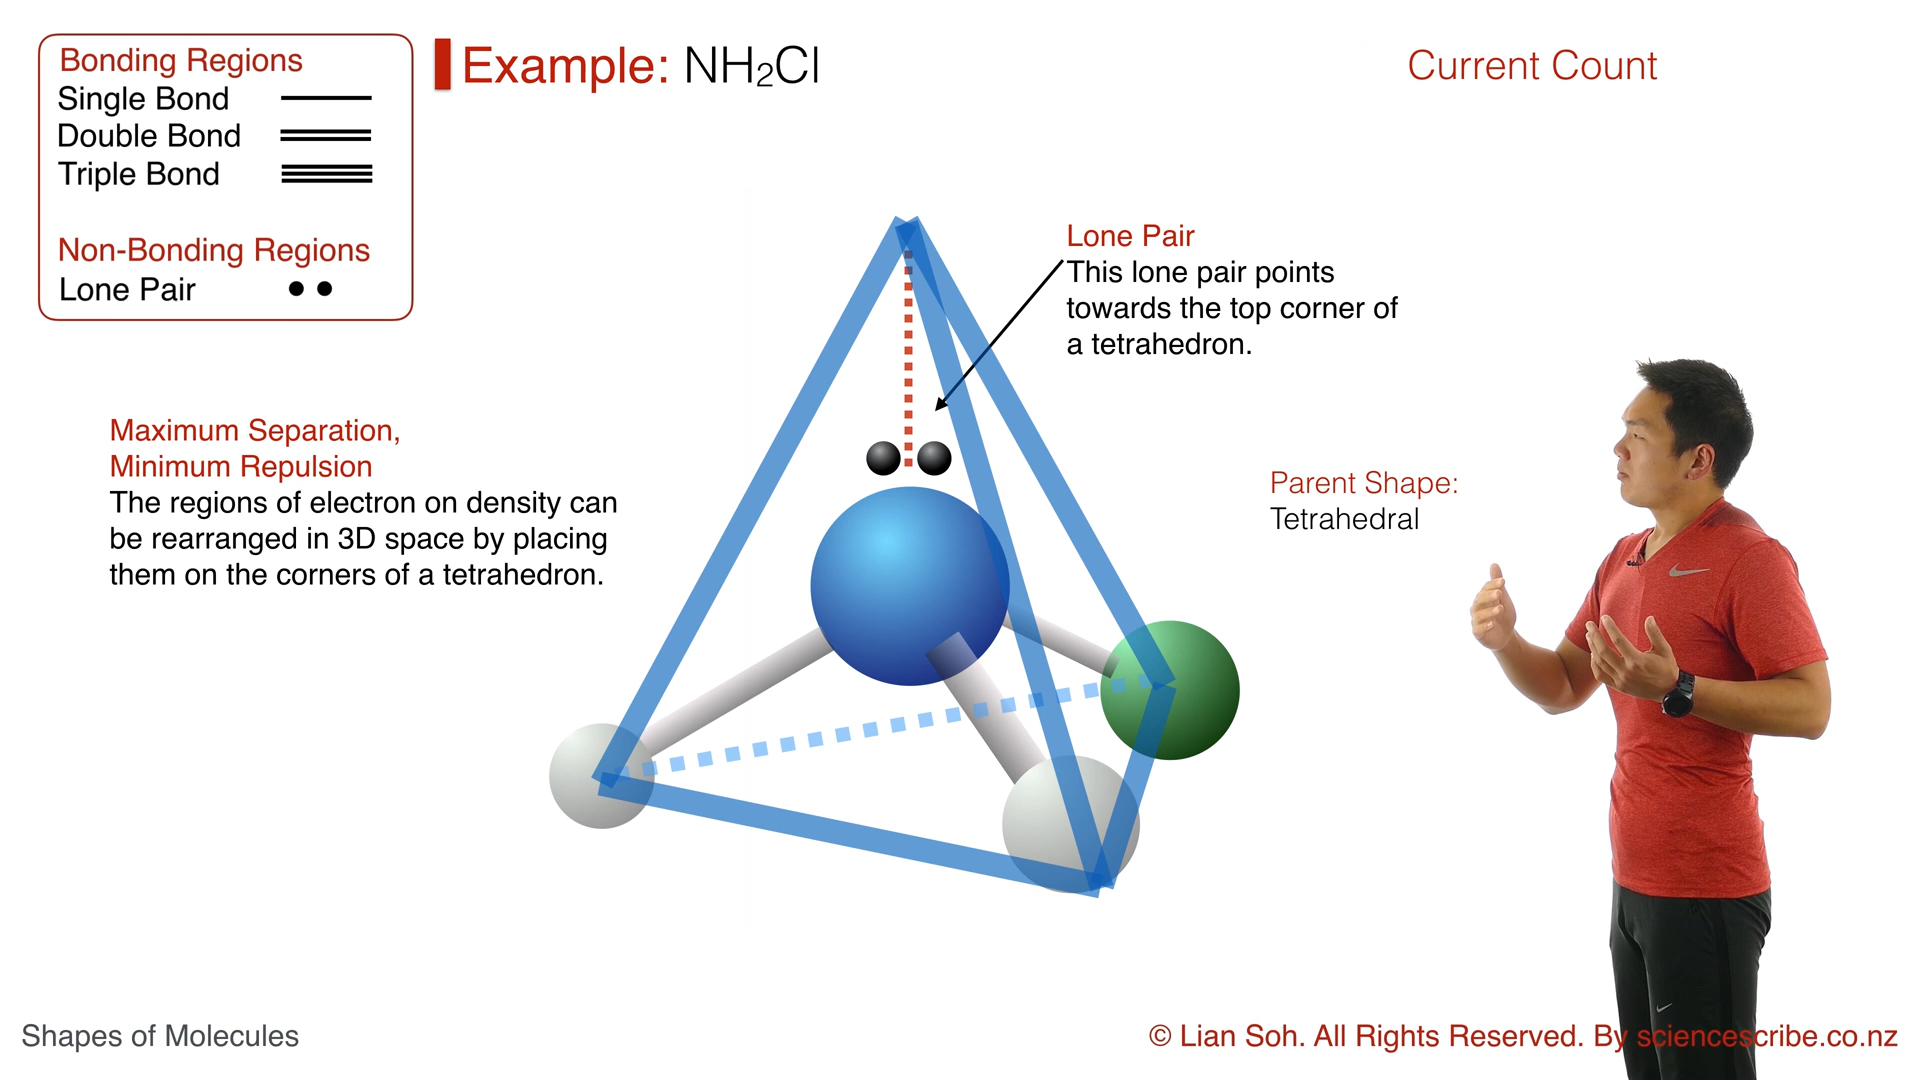 Bonding Regions
Single Bond
Double Bond
Triple Bond
Non-Bonding Regions
Lone Pair
Example: NH₂Cl
Current Count
Lone Pair
This lone pair points
towards the top corner of
a tetrahedron.
Maximum Separation,
Minimum Repulsion
The regions of electron on density can
be rearranged in 3D space by placing
them on the corners of a tetrahedron.
Parent Shape:
Tetrahedral
Shapes of Molecules
© Lian Soh. All Rights Reserved. By sciencescribe.co.nz